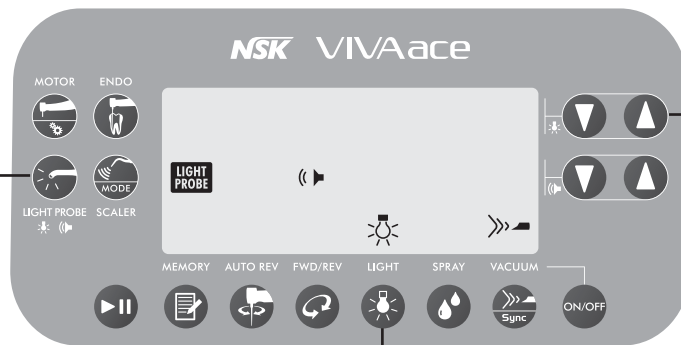 NSK VIVAace
MOTOR ENDO
LIGHT PROBE
MODE
LIGHT PROBE SCALER
MEMORY AUTO REV FWD/REV LIGHT SPRAY VACUUM
Sync
ON/OFF